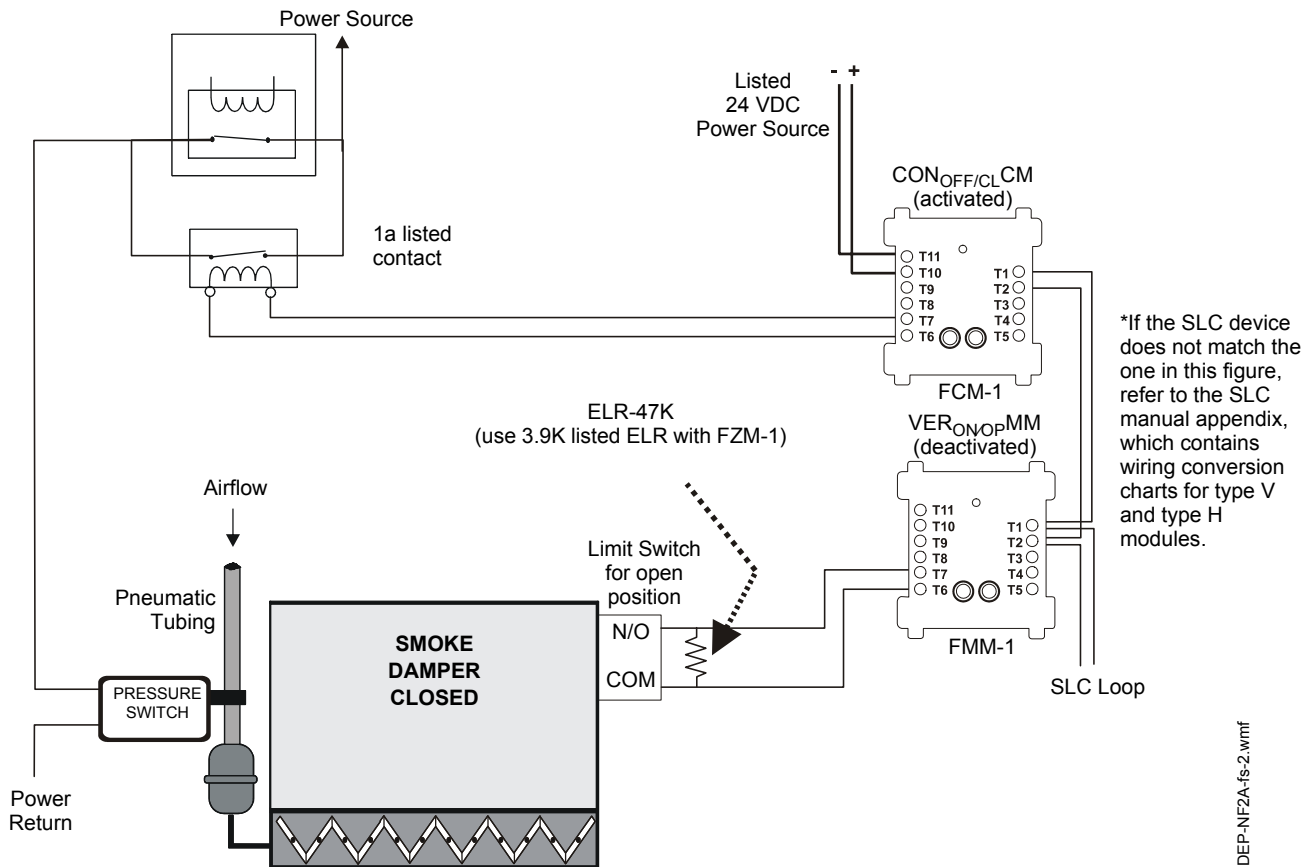 Power Source
- +
Listed
24 VDC
Power Source
CONOFF/CLCM
(activated)
1a listed
contact
T11
T10
T9
T8
T7
T6
T1
T2
T3
T4
T5
FCM-1
*If the SLC device
does not match the
one in this figure,
refer to the SLC
manual appendix,
which contains
wiring conversion
charts for type V
and type H
modules.
ELR-47K
(use 3.9K listed ELR with FZM-1)
VERON/OPMM
(deactivated)
T11
T10
T9
T8
T7
T6
T1
T2
T3
T4
T5
FMM-1
SLC Loop
Airflow
Pneumatic
Tubing
Limit Switch
for open
position
N/O
COM
SMOKE
DAMPER
CLOSED
PRESSURE
SWITCH
Power
Return
DEP-NF2A-fs-2.wmf